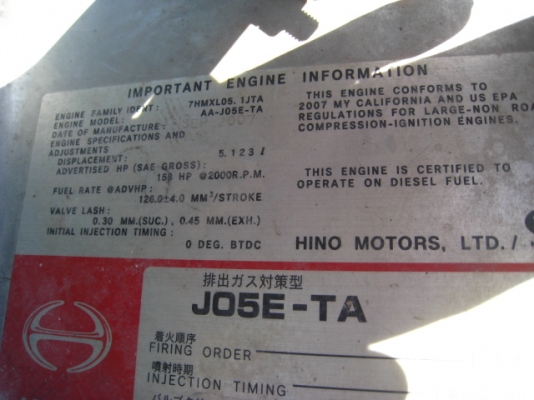 IMPORTANT ENGINE INFORMATION
ENGINE FAMILY IDENT: 7HMXL05.1JTA
ENGINE MODEL: AA-J05E-TA
DATE OF MANUFACTURE:
ENGINE SPECIFICATIONS AND
ADJUSTMENTS
DISPLACEMENT: 5.123ℓ
ADVERTISED HP (SAE GROSS):
HP @2000R.P.M.
FUEL RATE @ADVHP:
126.0±4.0 MM³/STROKE
VALVE LASH:
0.30 MM.(SUC.), 0.45 MM.(EXH.)
INITIAL INJECTION TIMING:
0 DEG. BTDC
THIS ENGINE CONFORMS TO
2007 MY CALIFORNIA AND US EPA
REGULATIONS FOR LARGE-NON ROA
COMPRESSION-IGNITION ENGINES.
THIS ENGINE IS CERTIFIED TO
OPERATE ON DIESEL FUEL.
HINO MOTORS, LTD./
排出ガス対策型
J05E-TA
着火順序
FIRING ORDER
噴射時期
INJECTION TIMING